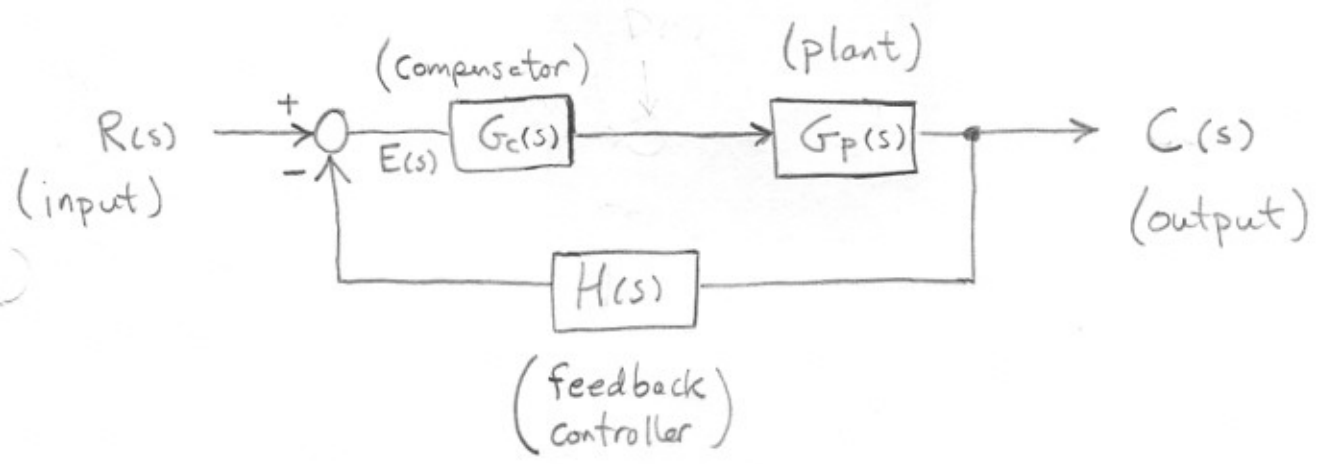 (compensator)
(plant)
R(s)
+
-
E(s)
Gc(s)
Gp(s)
C(s)
(input)
(output)
H(s)
(feedback
controller)